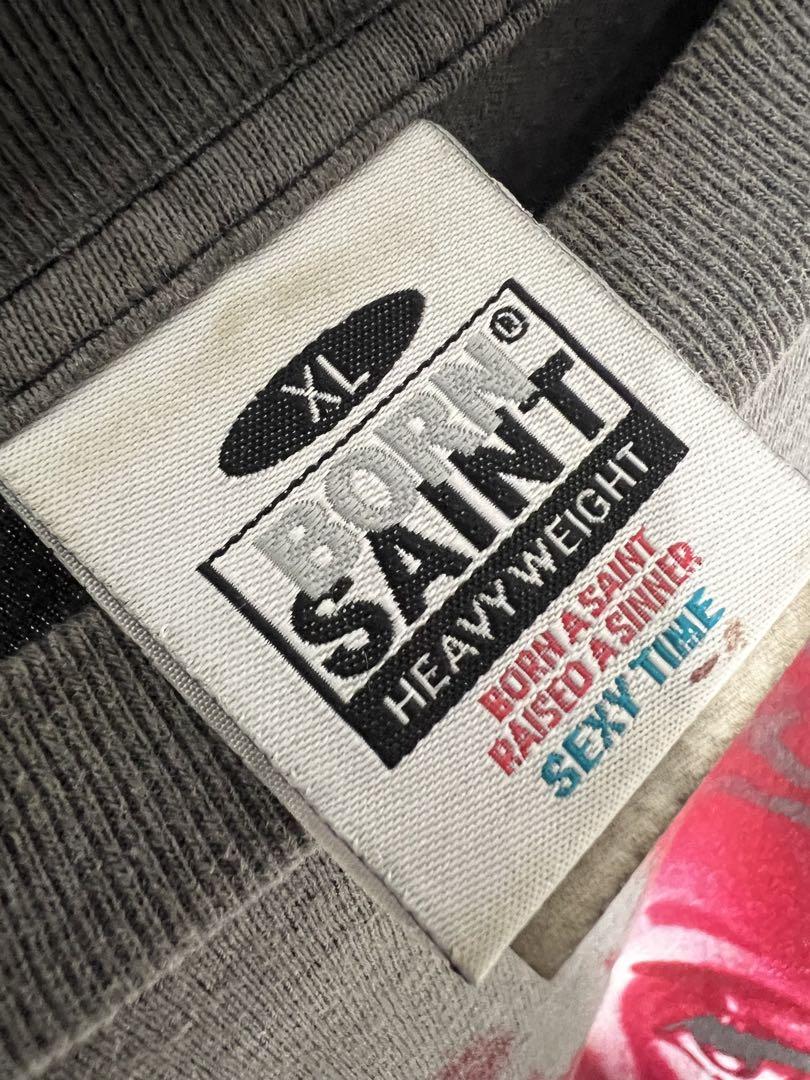 XL
BORN®
SAINT
HEAVY WEIGHT
BORN A SAINT
RAISED A SINNER
SEXY TIME